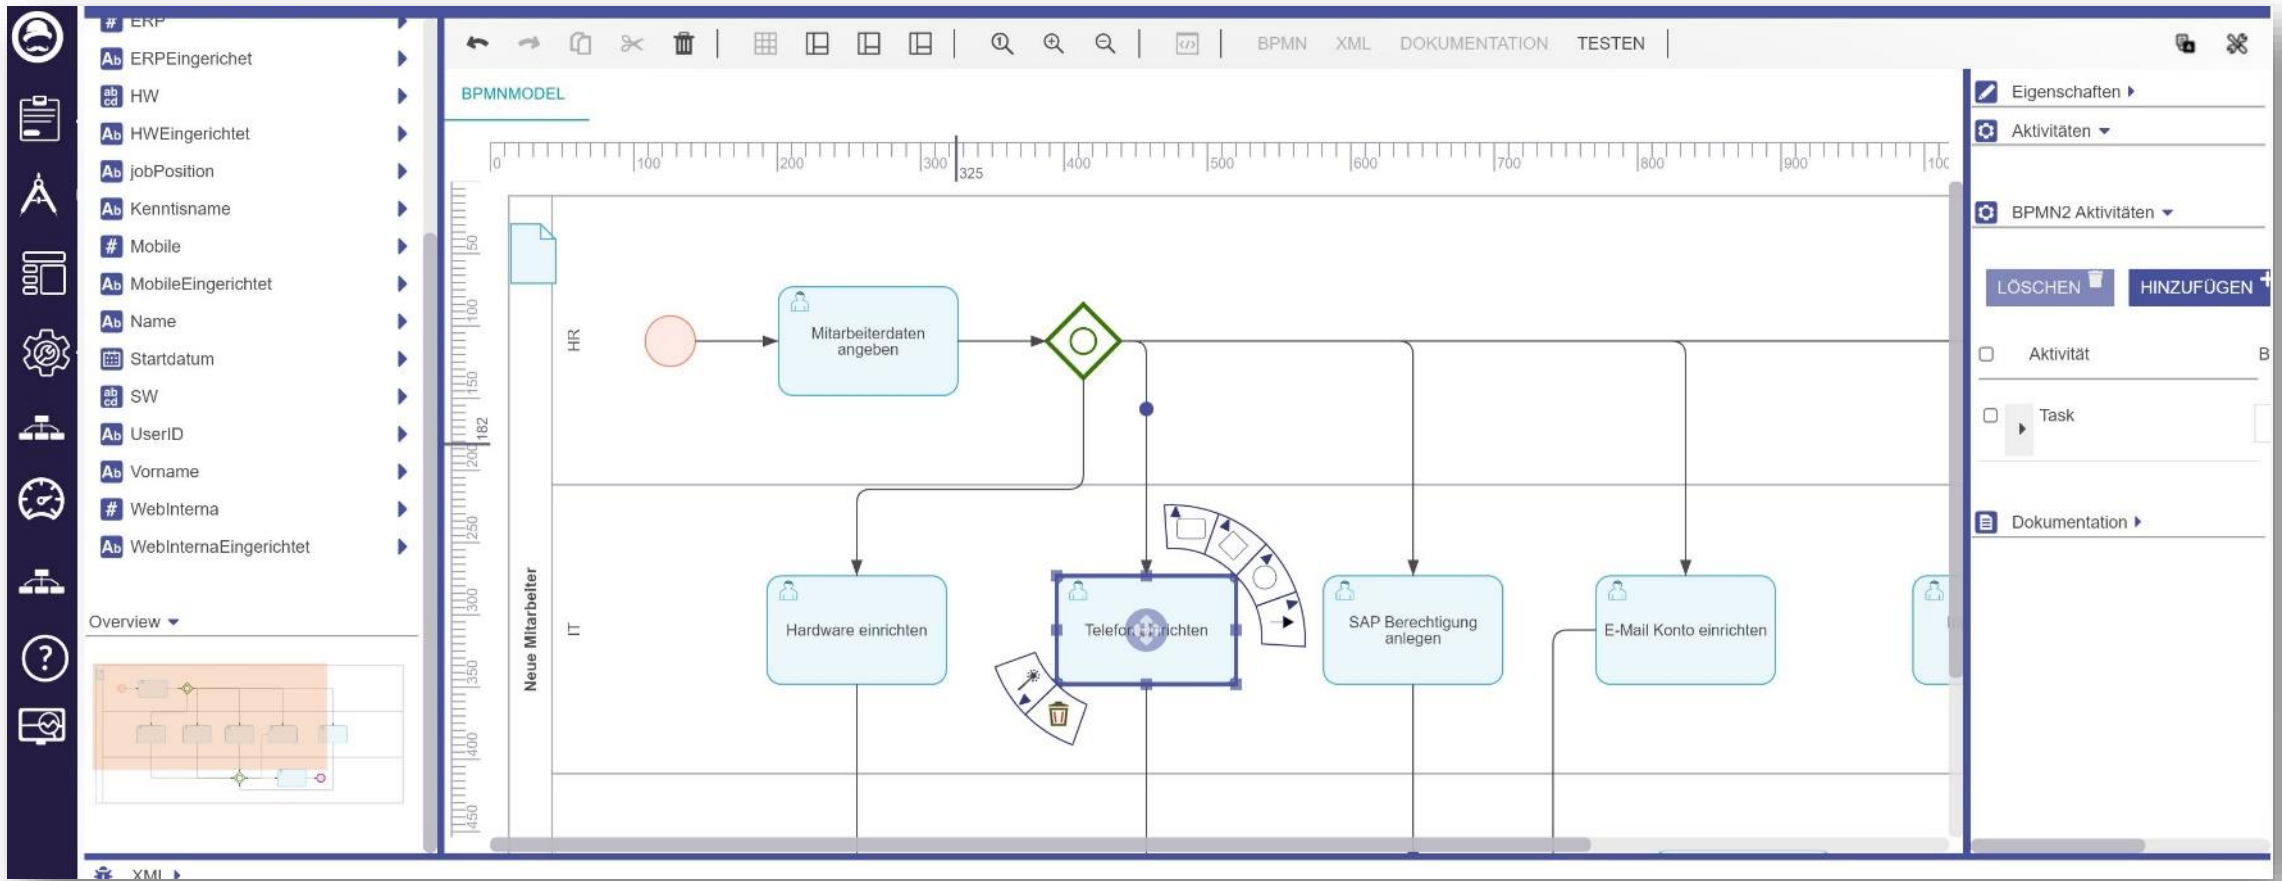 ERP
ERPEingerichet
HW
HWEingerichtet
jobPosition
Kenntisname
Mobile
MobileEingerichtet
Name
Startdatum
SW
UserID
Vorname
WebInterna
WebInternaEingerichtet
Overview
XML
BPMN XML DOKUMENTATION TESTEN
BPMNMODEL
0 100 200 300 400 500 600 700 800 900
325
50
100
150
182
200
250
300
350
400
450
Neue Mitarbeiter
HR
Mitarbeiterdaten
angeben
IT
Hardware einrichten
SAP Berechtigung
anlegen
E-Mail Konto einrichten
Eigenschaften
Aktivitäten
BPMN2 Aktivitäten
LÖSCHEN HINZUFÜGEN
Aktivität B
Task
Dokumentation